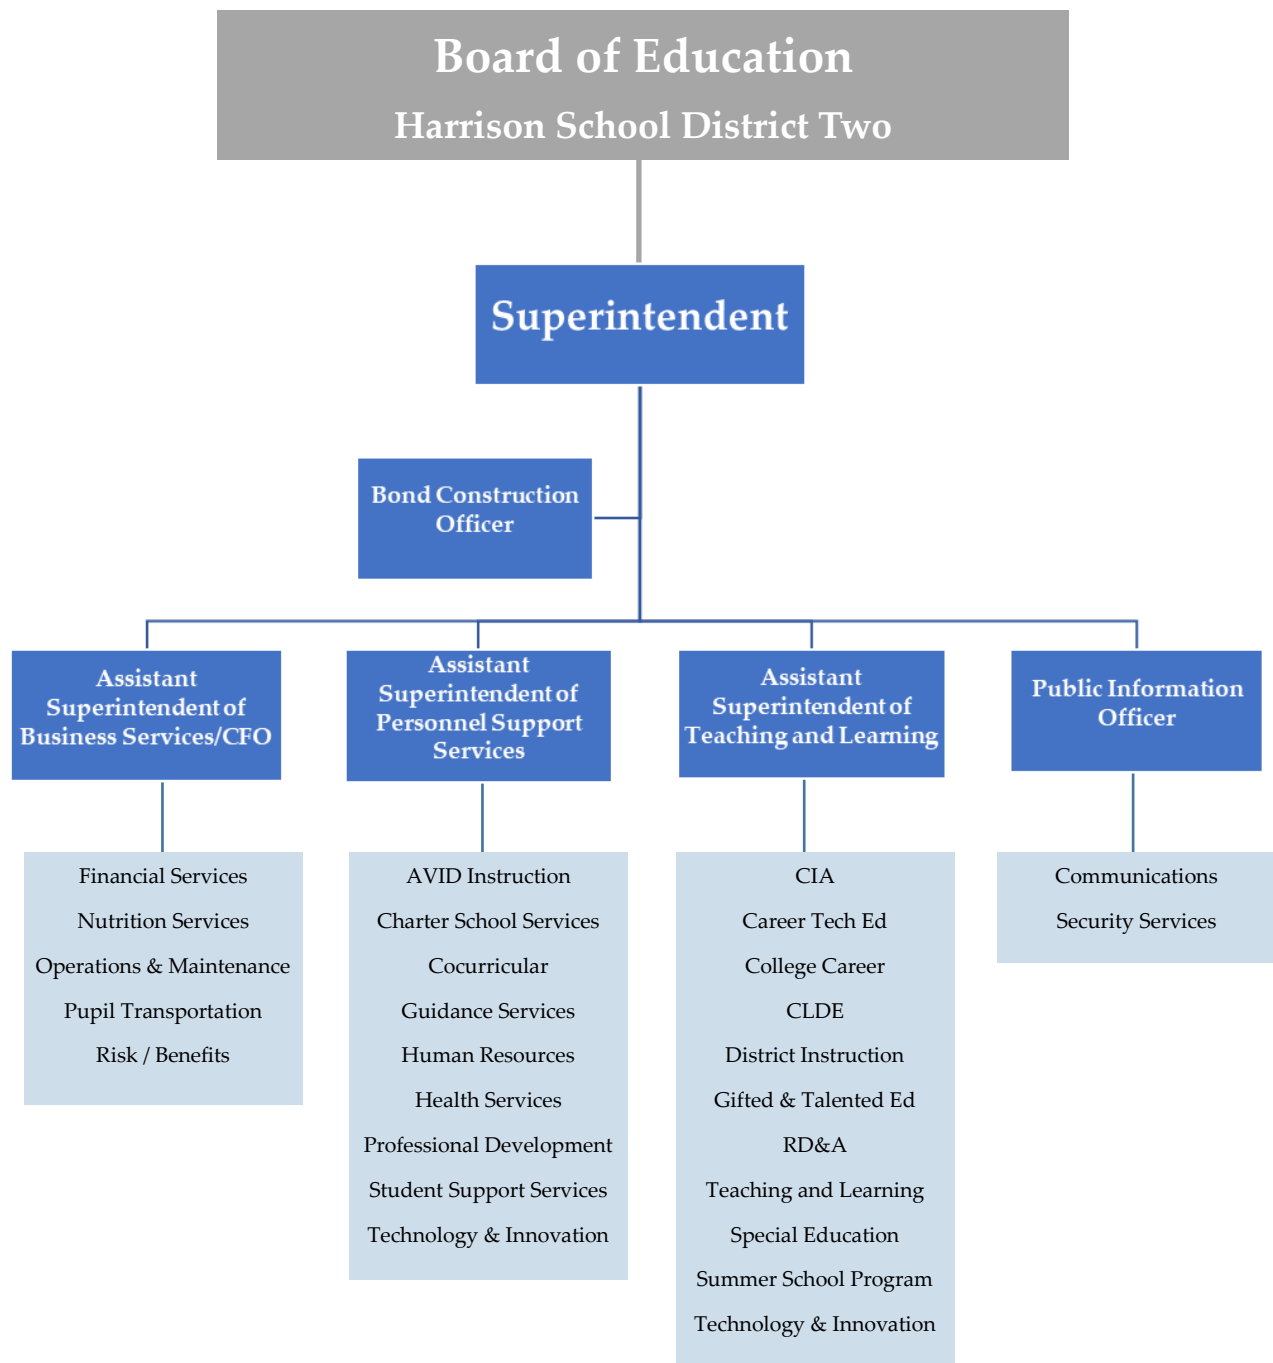 Board of Education
Harrison School District Two
Superintendent
Bond Construction
Officer
Assistant
Superintendent of
Business Services/CFO
Assistant
Superintendent of
Personnel Support
Services
Assistant
Superintendent of
Teaching and Learning
Public Information
Officer
Financial Services
Nutrition Services
Operations & Maintenance
Pupil Transportation
Risk / Benefits
AVID Instruction
Charter School Services
Cocurricular
Guidance Services
Human Resources
Health Services
Professional Development
Student Support Services
Technology & Innovation
CIA
Career Tech Ed
College Career
CLDE
District Instruction
Gifted & Talented Ed
RD&A
Teaching and Learning
Special Education
Summer School Program
Technology & Innovation
Communications
Security Services